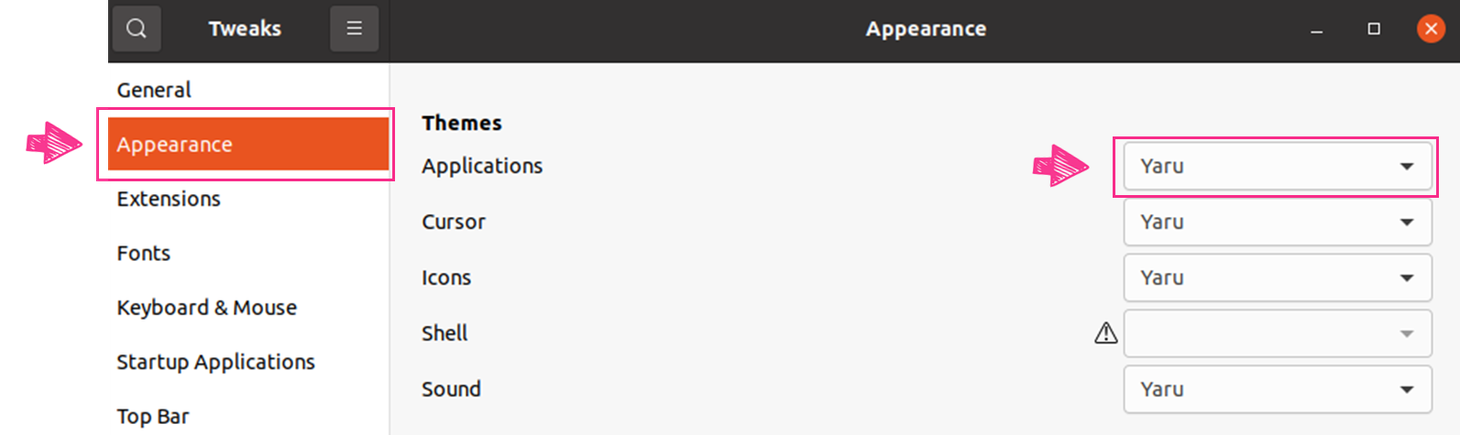 Tweaks
Appearance
General
Appearance
Extensions
Fonts
Keyboard & Mouse
Startup Applications
Top Bar
Themes
Applications Yaru
Cursor Yaru
Icons Yaru
Shell
Sound Yaru